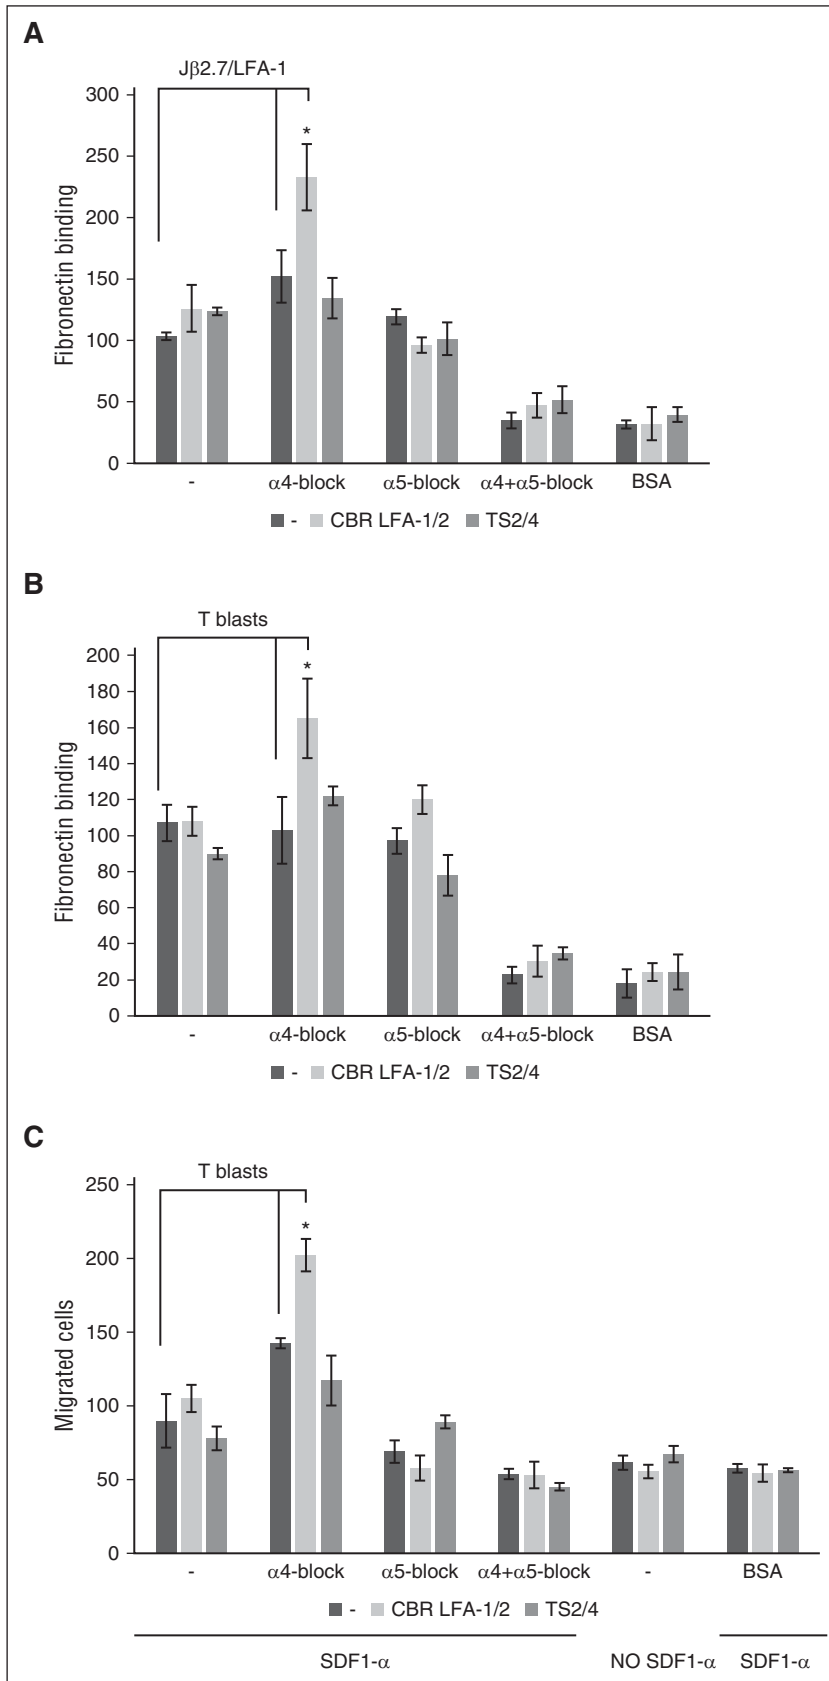 A
Jβ2.7/LFA-1
300
250
200
150
100
50
0
Fibronectin binding
*
- α4-block α5-block α4+α5-block BSA
- CBR LFA-1/2 TS2/4
B
T blasts
200
180
160
140
120
100
80
60
40
20
0
Fibronectin binding
*
- α4-block α5-block α4+α5-block BSA
- CBR LFA-1/2 TS2/4
C
T blasts
250
200
150
100
50
0
Migrated cells
*
- α4-block α5-block α4+α5-block - BSA
- CBR LFA-1/2 TS2/4
SDF1-α NO SDF1-α SDF1-α